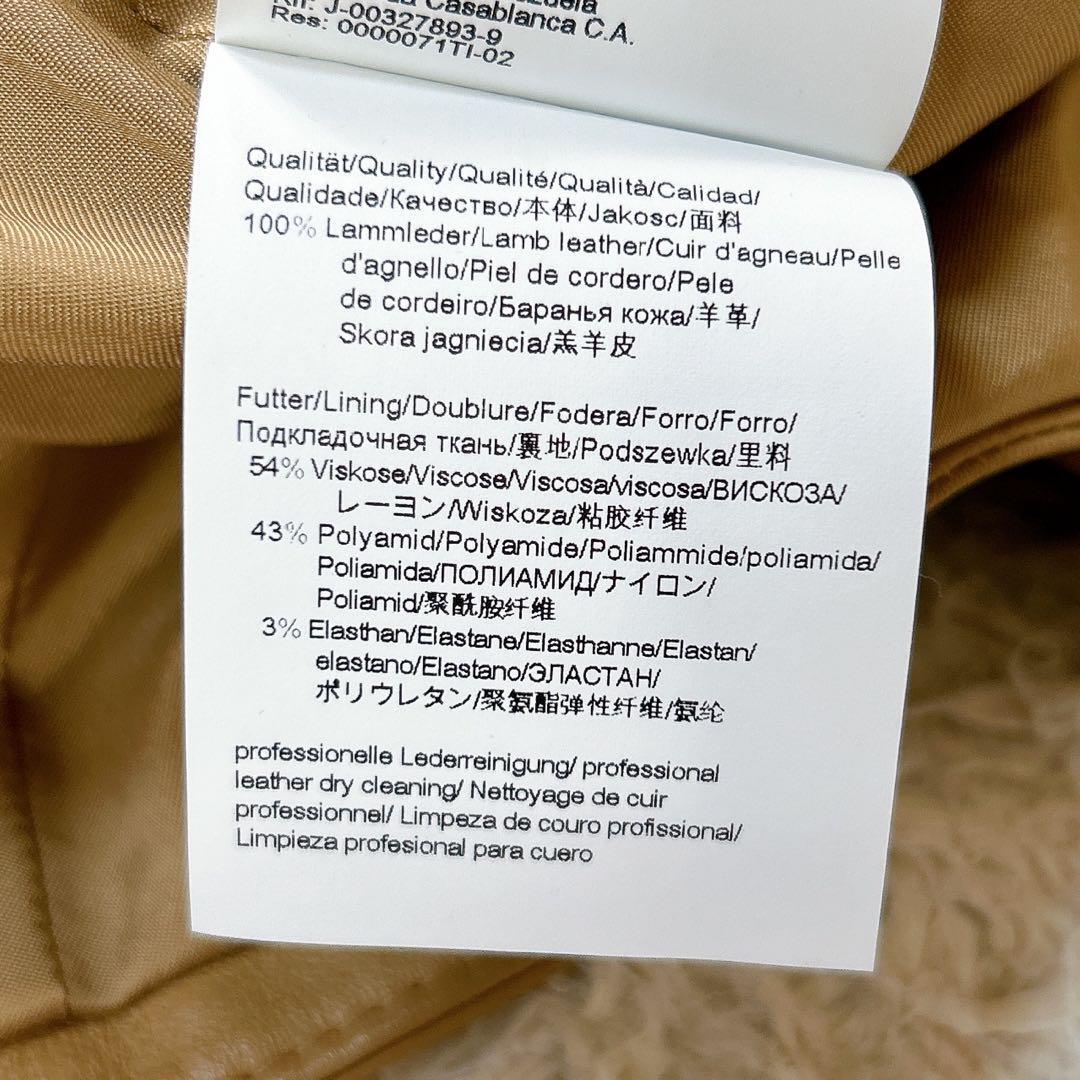 Casablanca C.A.
Rif: J-00327893-9
Res: 0000071TI-02
Qualität/Quality/Qualité/Qualità/Calidad/
Qualidade/Качество/本体/Jakosc/面料
100% Lammleder/Lamb leather/Cuir d'agneau/Pelle
d'agnello/Piel de cordero/Pele
de cordeiro/Баранья кожа/羊革/
Skora jagniecia/羔羊皮
Futter/Lining/Doublure/Fodera/Forro/Forro/
Подкладочная ткань/裏地/Podszewka/里料
54% Viskose/Viscose/Viscosa/viscosa/ВИСКОЗА/
レーヨン/Wiskoza/粘胶纤维
43% Polyamid/Polyamide/Poliammide/poliamida/
Poliamida/ПОЛИАМИД/ナイロン/
Poliamid/聚酰胺纤维
3% Elasthan/Elastane/Elasthanne/Elastan/
elastano/Elastano/ЭЛАСТАН/
ポリウレタン/聚氨酯弹性纤维/氨纶
professionelle Lederreinigung/ professional
leather dry cleaning/ Nettoyage de cuir
professionnel/ Limpeza de couro profissional/
Limpieza profesional para cuero